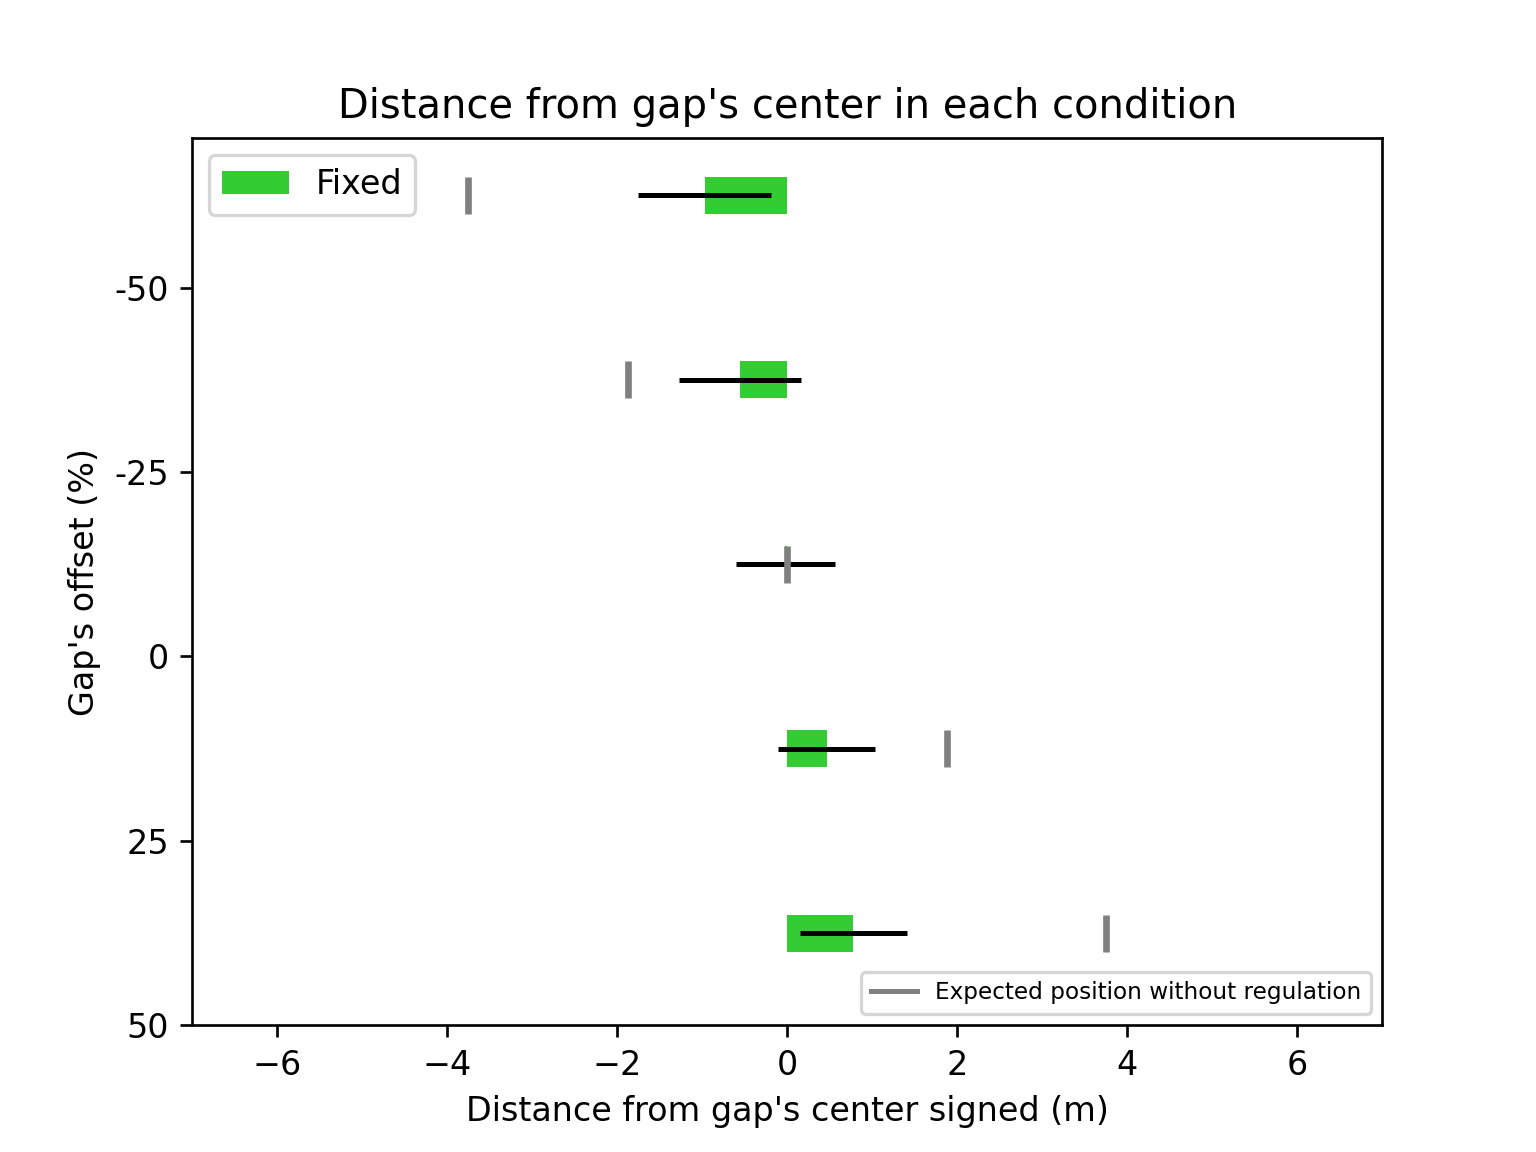 Distance from gap's center in each condition
Fixed
Gap's offset (%)
-50
-25
0
25
50
Expected position without regulation
−6 −4 −2 0 2 4 6
Distance from gap's center signed (m)